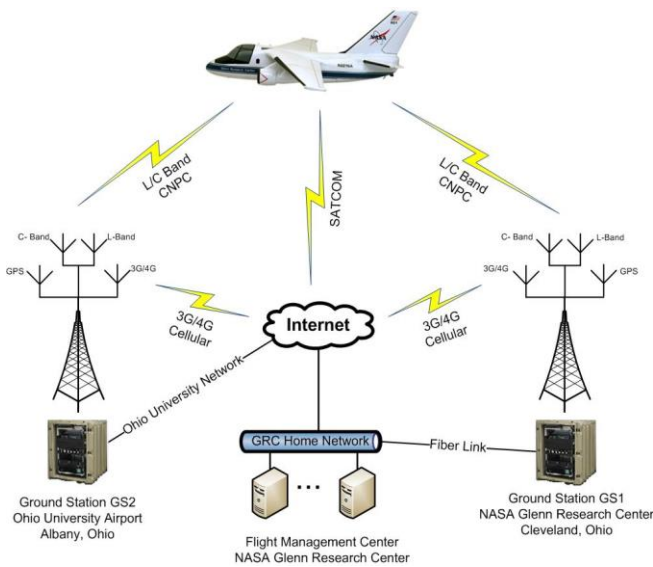 NASA
L/C Band
CNPC
SATCOM
L/C Band
CNPC
C- Band
L-Band
GPS
3G/4G
C- Band
L-Band
3G/4G
GPS
3G/4G
Cellular
Internet
3G/4G
Cellular
Ohio University Network
GRC Home Network
Fiber Link
...
Ground Station GS2
Ohio University Airport
Albany, Ohio
Flight Management Center
NASA Glenn Research Center
Ground Station GS1
NASA Glenn Research Center
Cleveland, Ohio